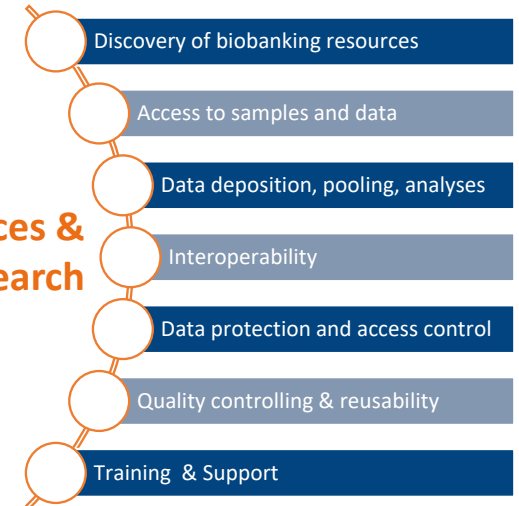 Discovery of biobanking resources
Access to samples and data
Data deposition, pooling, analyses
ces &
earch
Interoperability
Data protection and access control
Quality controlling & reusability
Training & Support